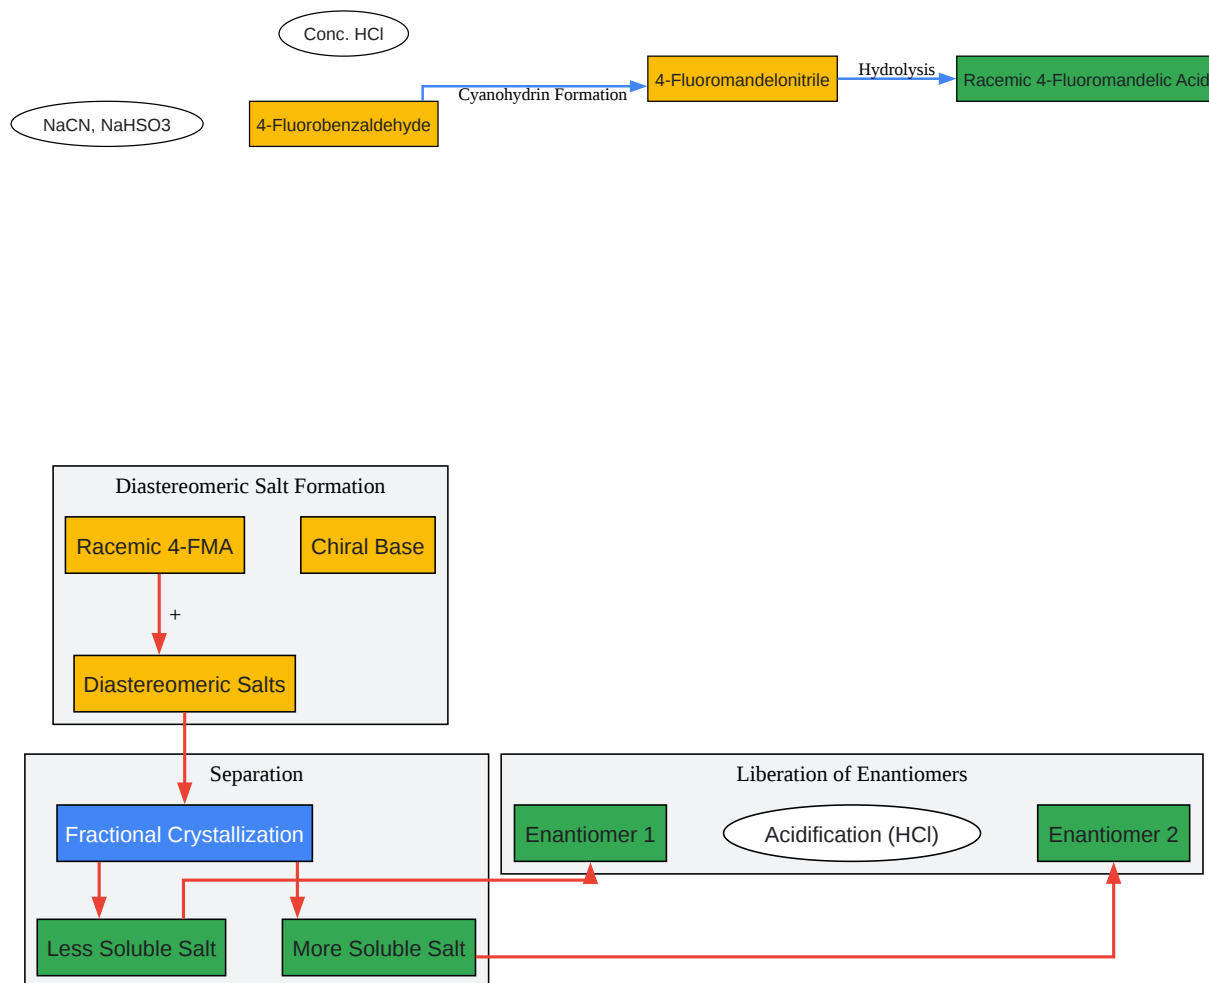 Conc. HCl
4-Fluoromandelonitrile
Hydrolysis
Racemic 4-Fluoromandelic Acid
Cyanohydrin Formation
NaCN, NaHSO3
4-Fluorobenzaldehyde
Diastereomeric Salt Formation
Racemic 4-FMA
Chiral Base
+
Diastereomeric Salts
Separation
Fractional Crystallization
Less Soluble Salt
More Soluble Salt
Liberation of Enantiomers
Enantiomer 1
Acidification (HCl)
Enantiomer 2